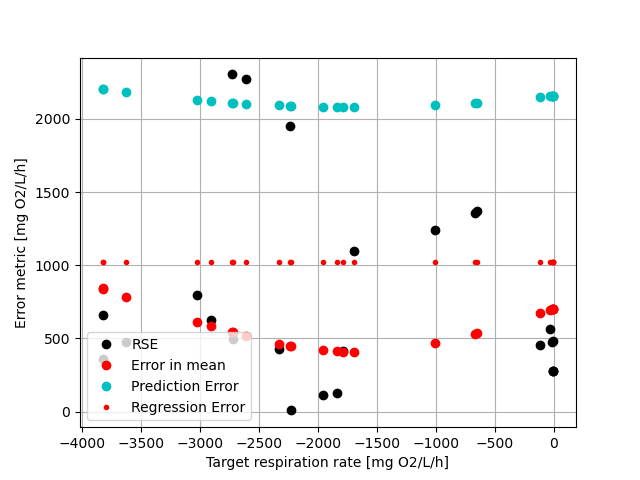 2000
1500
1000
500
0
Error metric [mg O2/L/h]
RSE
Error in mean
Prediction Error
Regression Error
−4000 −3500 −3000 −2500 −2000 −1500 −1000 −500 0
Target respiration rate [mg O2/L/h]